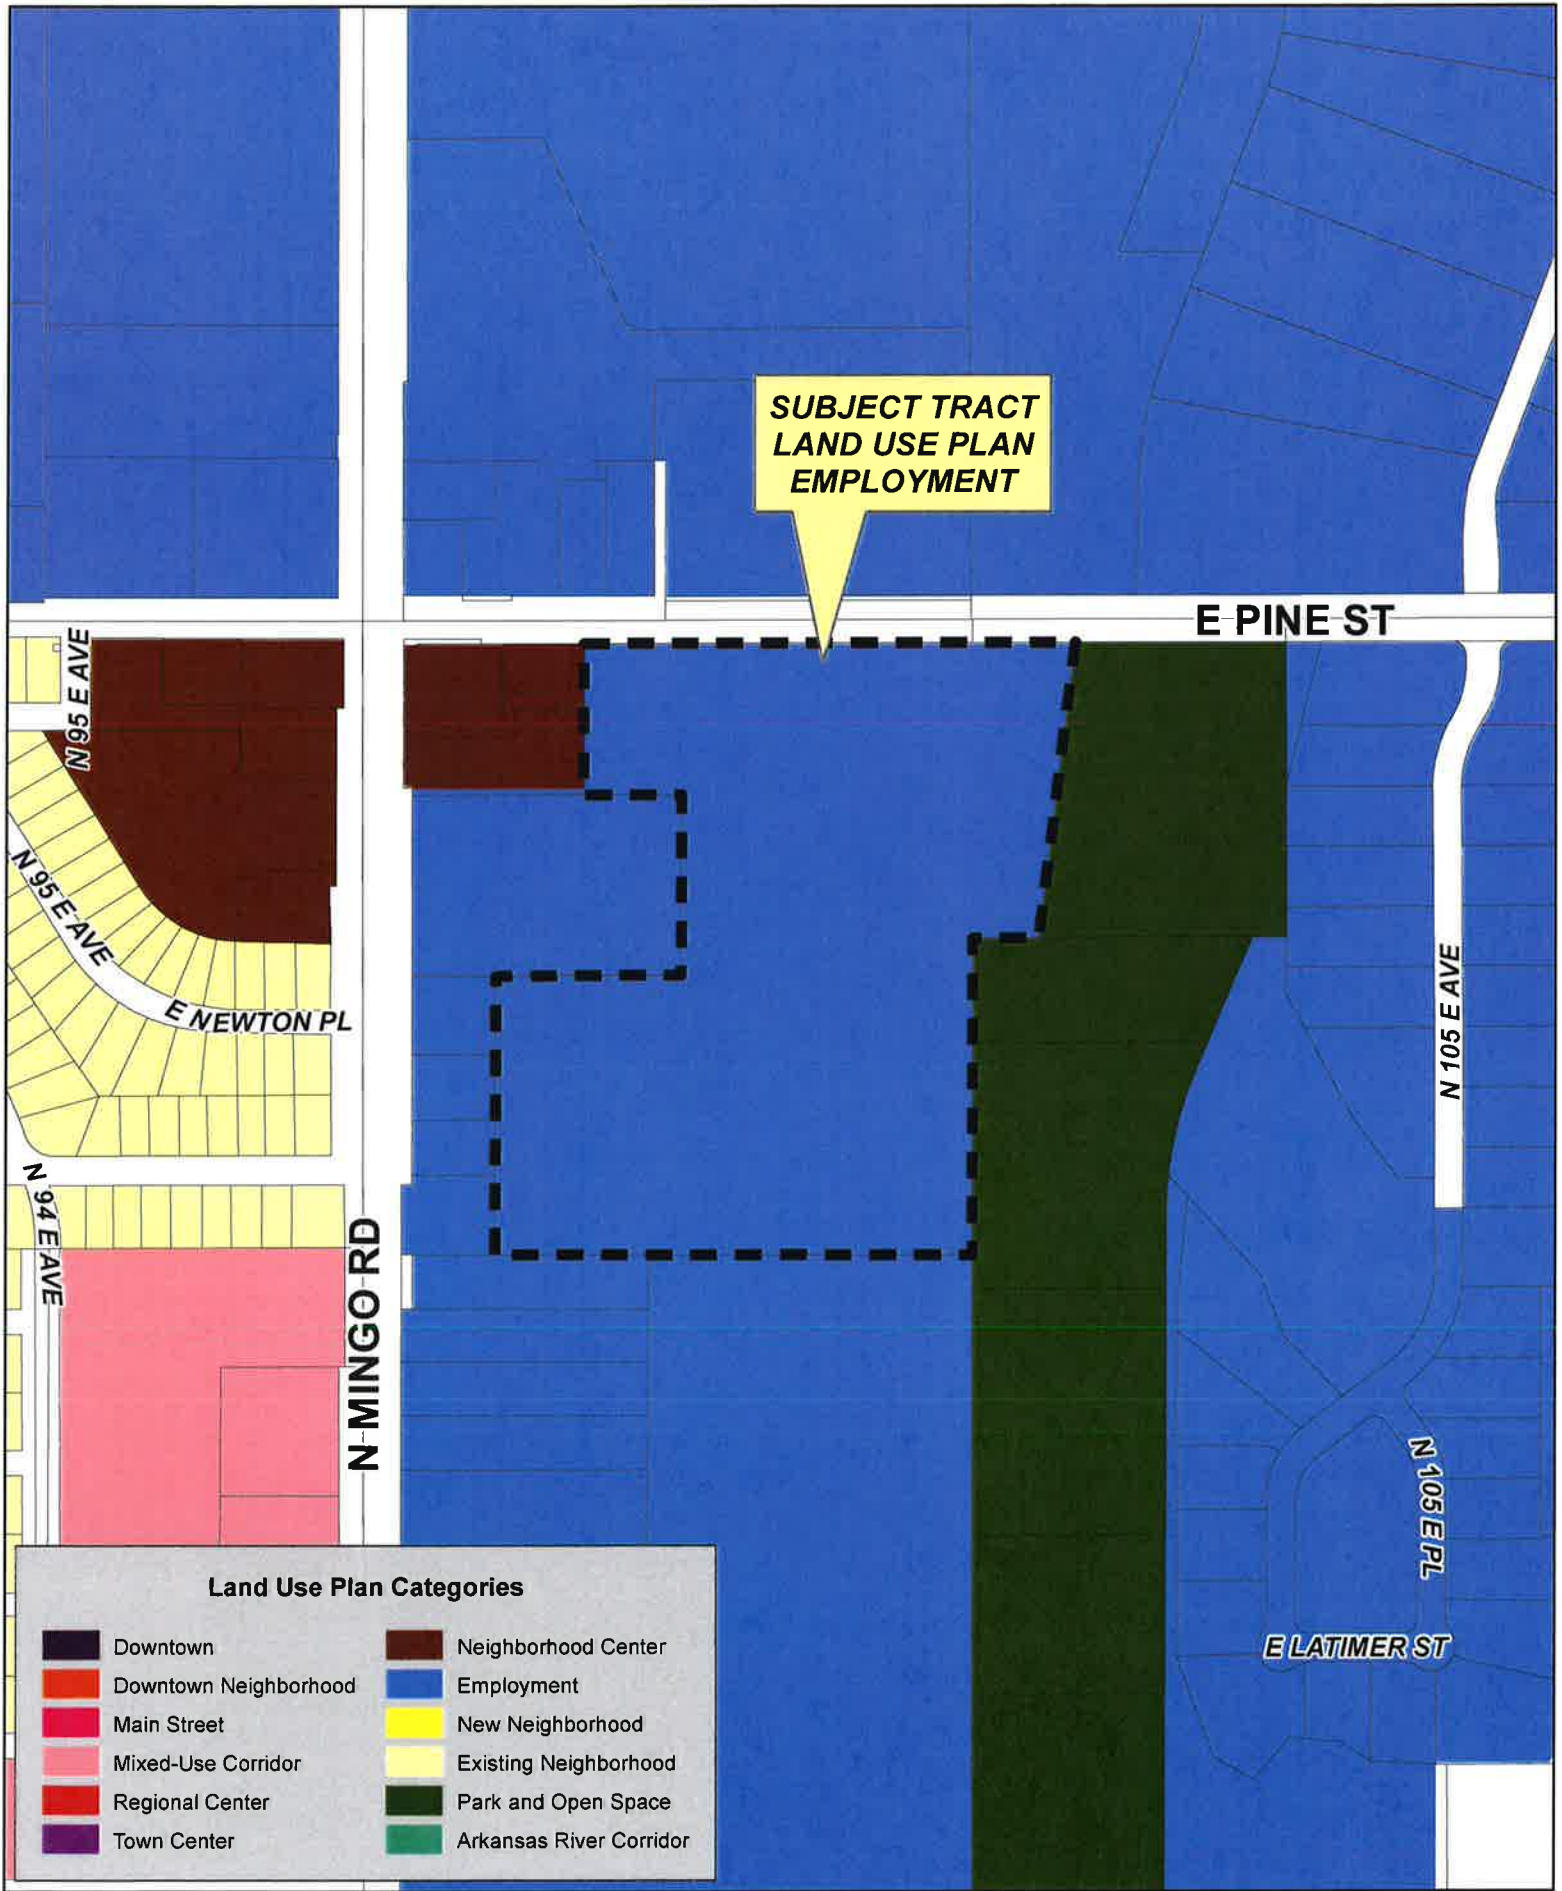 SUBJECT TRACT
LAND USE PLAN
EMPLOYMENT
E PINE ST
N 95 E AVE
N 95 E AVE
E NEWTON PL
N 105 E AVE
N 94 E AVE
N MINGO RD
N 105 E PL
E LATIMER ST
Land Use Plan Categories
Downtown
Downtown Neighborhood
Main Street
Mixed-Use Corridor
Regional Center
Town Center
Neighborhood Center
Employment
New Neighborhood
Existing Neighborhood
Park and Open Space
Arkansas River Corridor